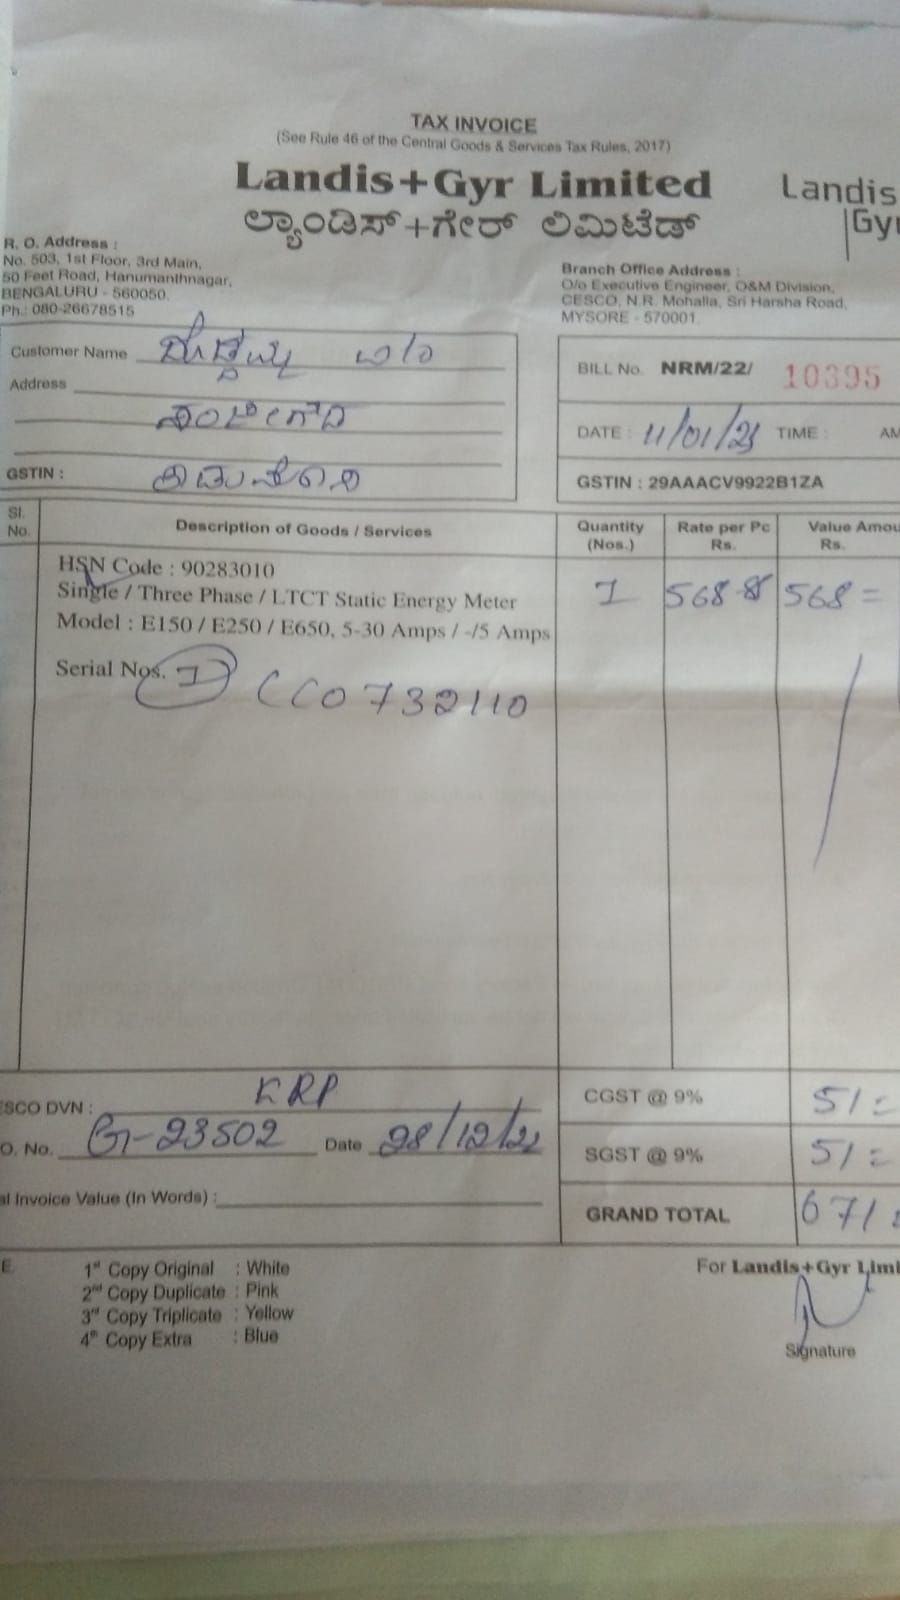 TAX INVOICE
(See Rule 46 of the Central Goods & Services Tax Rules, 2017)
Landis+Gyr Limited
ಲ್ಯಾಂಡಿಸ್+ಗೇರ್ ಲಿಮಿಟೆಡ್
Landis
Gyr
R. O. Address :
No. 503, 1st Floor, 3rd Main,
50 Feet Road, Hanumanthnagar,
BENGALURU - 560050.
Ph.: 080-26678515
Branch Office Address :
O/o Executive Engineer, O&M Division,
CESCO, N.R. Mohalla, Sri Harsha Road,
MYSORE - 570001.
Customer Name
Address
GSTIN :
BILL No. NRM/22/ 10395
DATE : 11/01/23 TIME : AM
GSTIN : 29AAACV9922B1ZA
Sl. No. Description of Goods / Services Quantity (Nos.) Rate per Pc Rs. Value Amou Rs.
HSN Code : 90283010
Single / Three Phase / LTCT Static Energy Meter 1 568 568 =
Model : E150 / E250 / E650, 5-30 Amps / -/5 Amps
Serial Nos. 1 CC0732110
SCO DVN : KRP
CGST @ 9% 51 =
O. No. G-23502 Date 28/12/22
SGST @ 9% 51 =
al Invoice Value (In Words) :
GRAND TOTAL 671 =
E
1st Copy Original : White
2nd Copy Duplicate : Pink
3rd Copy Triplicate : Yellow
4th Copy Extra : Blue
For Landis+Gyr Limi
Signature